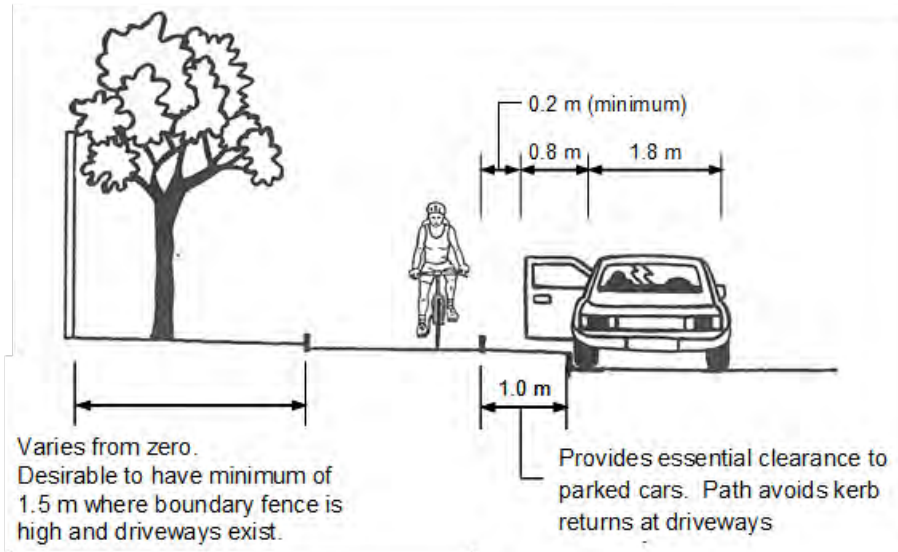 0.2 m (minimum)
0.8 m
1.8 m
1.0 m
Varies from zero.
Desirable to have minimum of
1.5 m where boundary fence is
high and driveways exist.
Provides essential clearance to
parked cars. Path avoids kerb
returns at driveways